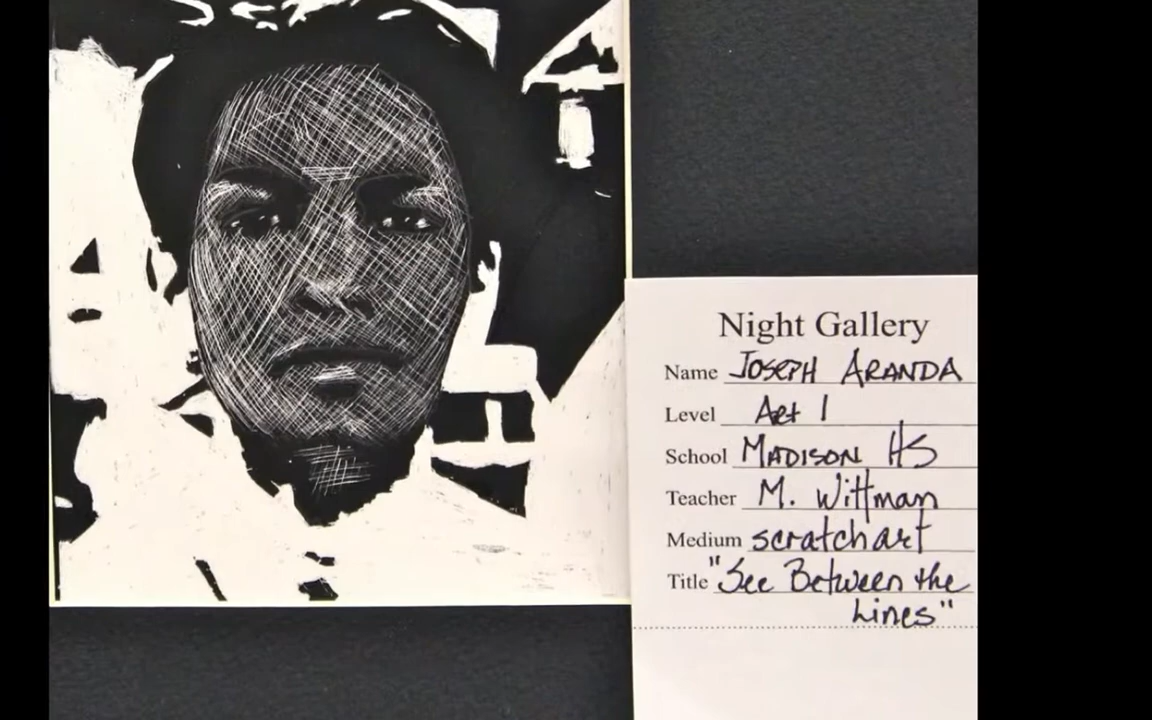 Night Gallery
Name JOSEPH ARANDA
Level Art 1
School MADISON HS
Teacher M. Wittman
Medium scratchart
Title "See Between the
Lines"